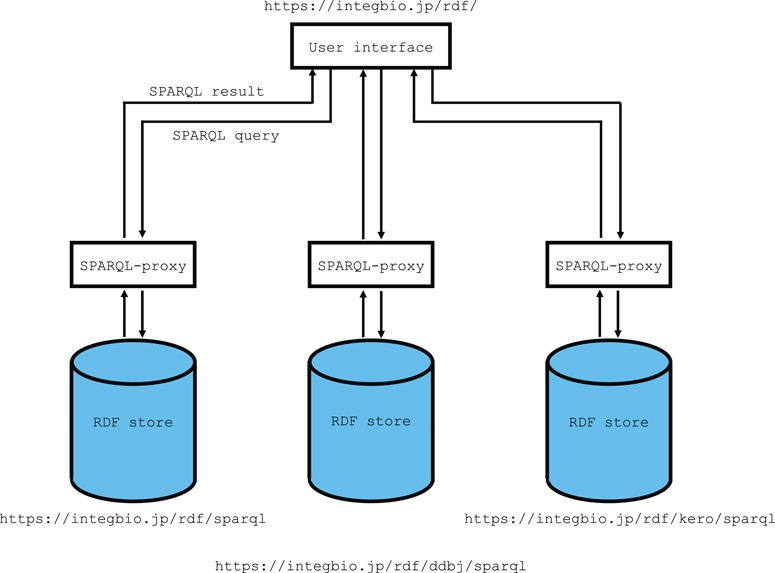 https://integbio.jp/rdf/
User interface
SPARQL result
SPARQL query
SPARQL-proxy
SPARQL-proxy
SPARQL-proxy
RDF store
RDF store
RDF store
https://integbio.jp/rdf/sparql
https://integbio.jp/rdf/kero/sparql
https://integbio.jp/rdf/ddbj/sparql